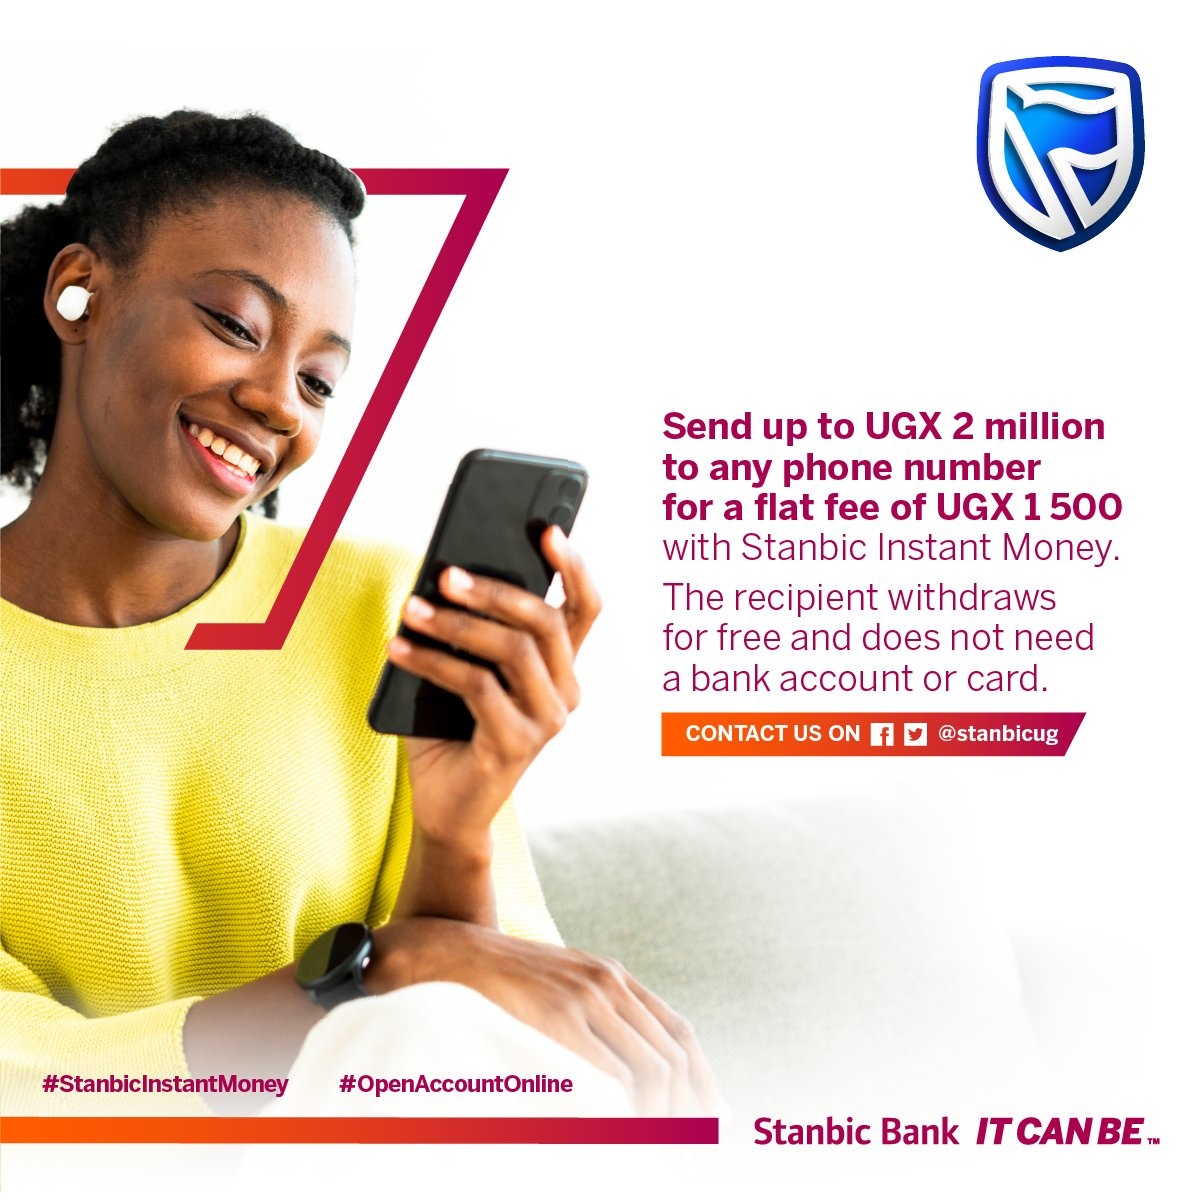 Send up to UGX 2 million
to any phone number
for a flat fee of UGX 1 500
with Stanbic Instant Money.
The recipient withdraws
for free and does not need
a bank account or card.
CONTACT US ON @stanbicug
#StanbicInstantMoney #OpenAccountOnline
Stanbic Bank IT CAN BE™